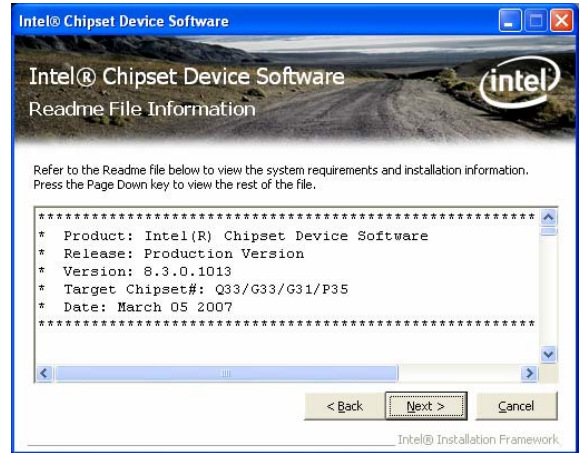 Intel® Chipset Device Software
Intel® Chipset Device Software
intel
Readme File Information
Refer to the Readme file below to view the system requirements and installation information.
Press the Page Down key to view the rest of the file.
************************************************************
* Product: Intel(R) Chipset Device Software
* Release: Production Version
* Version: 8.3.0.1013
* Target Chipset#: Q33/G33/G31/P35
* Date: March 05 2007
************************************************************
< Back Next > Cancel
Intel® Installation Framework